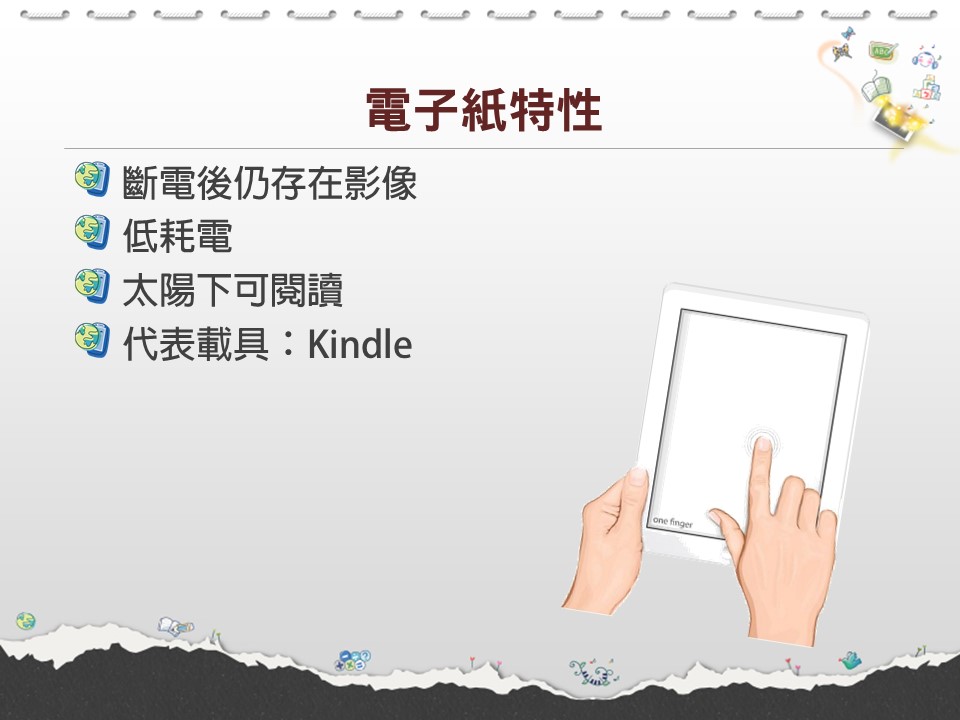 電子紙特性
斷電後仍存在影像
低耗電
太陽下可閱讀
代表載具：Kindle
one finger
ABC